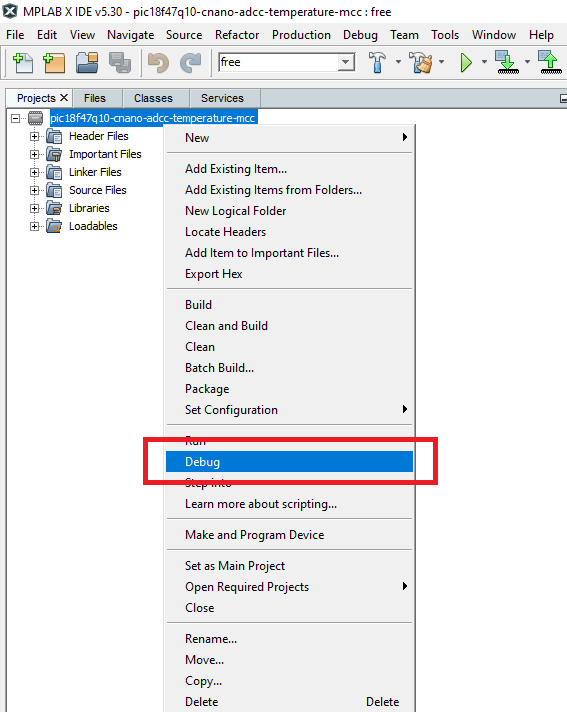 MPLAB X IDE v5.30 - pic18f47q10-cnano-adcc-temperature-mcc : free
File Edit View Navigate Source Refactor Production Debug Team Tools Window Help
free
Projects Files Classes Services
pic18f47q10-cnano-adcc-temperature-mcc
Header Files
Important Files
Linker Files
Source Files
Libraries
Loadables
New
Add Existing Item...
Add Existing Items from Folders...
New Logical Folder
Locate Headers
Add Item to Important Files...
Export Hex
Build
Clean and Build
Clean
Batch Build...
Package
Set Configuration
Run
Debug
Step Into
Learn more about scripting...
Make and Program Device
Set as Main Project
Open Required Projects
Close
Rename...
Move...
Copy...
Delete Delete